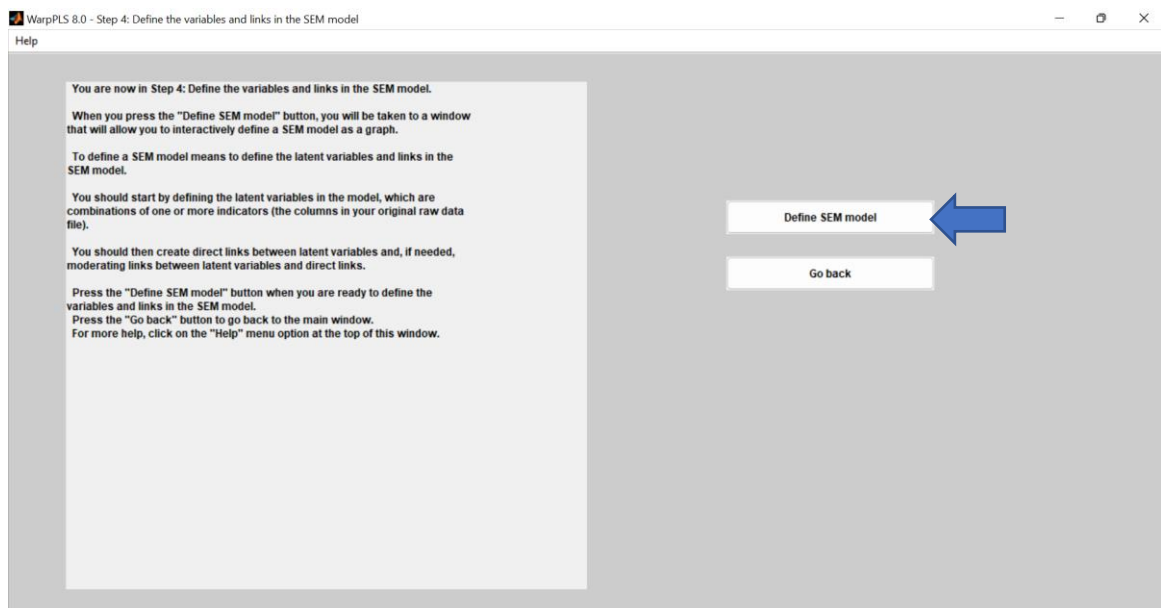 WarpPLS 8.0 - Step 4: Define the variables and links in the SEM model
Help
You are now in Step 4: Define the variables and links in the SEM model.
When you press the "Define SEM model" button, you will be taken to a window
that will allow you to interactively define a SEM model as a graph.
To define a SEM model means to define the latent variables and links in the
SEM model.
You should start by defining the latent variables in the model, which are
combinations of one or more indicators (the columns in your original raw data
file).
You should then create direct links between latent variables and, if needed,
moderating links between latent variables and direct links.
Press the "Define SEM model" button when you are ready to define the
variables and links in the SEM model.
Press the "Go back" button to go back to the main window.
For more help, click on the "Help" menu option at the top of this window.
Define SEM model
Go back